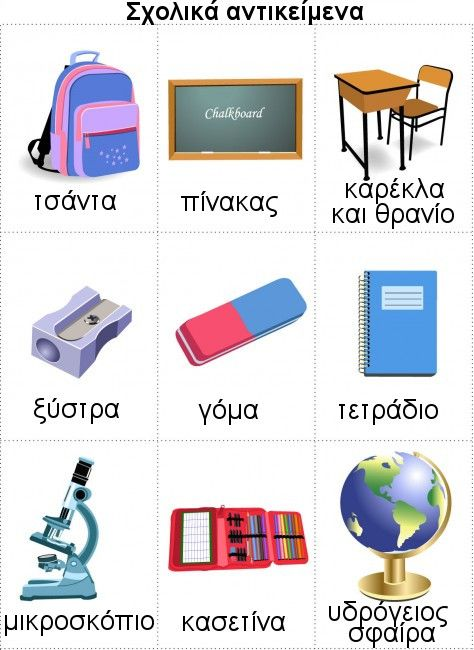 Σχολικά αντικείμενα
Chalkboard
τσάντα
πίνακας
καρέκλα
και θρανίο
ξύστρα
γόμα
τετράδιο
μικροσκόπιο
κασετίνα
υδρόγειος
σφαίρα